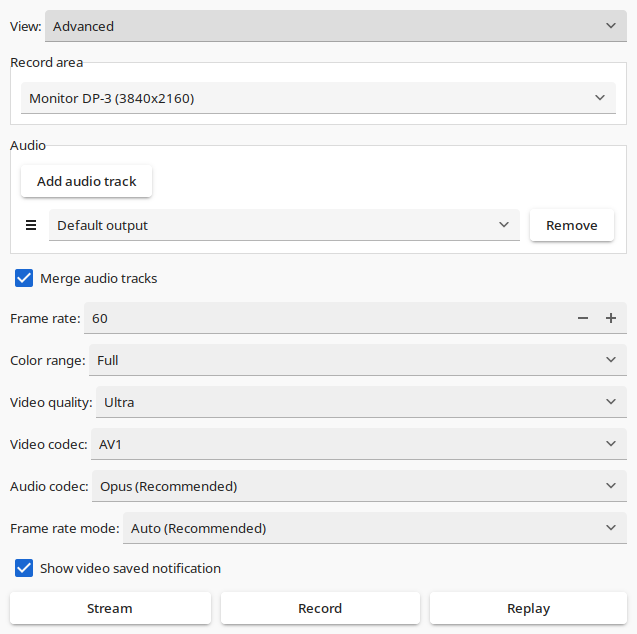 View: Advanced
Record area
Monitor DP-3 (3840x2160)
Audio
Add audio track
Default output Remove
Merge audio tracks
Frame rate: 60
Color range: Full
Video quality: Ultra
Video codec: AV1
Audio codec: Opus (Recommended)
Frame rate mode: Auto (Recommended)
Show video saved notification
Stream Record Replay